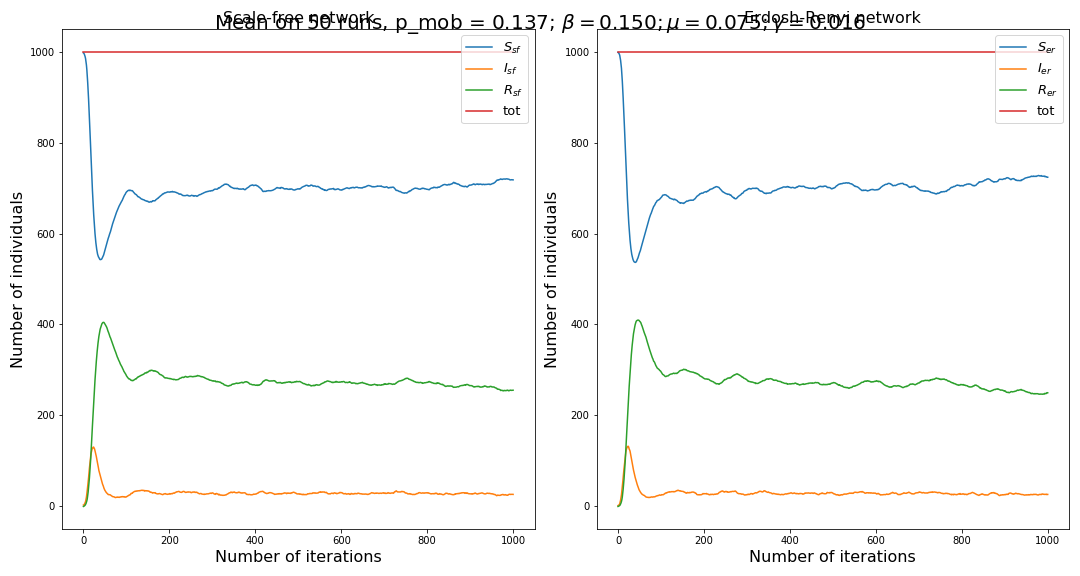 Mean on 50 runs, p_mob = 0.137; β = 0.150; μ = 0.075; γ = 0.016
Scale-free network
Erdosh-Renyi network
1000
800
600
400
200
0
Number of individuals
0 200 400 600 800 1000
Number of iterations
S_sf
I_sf
R_sf
tot
1000
800
600
400
200
0
Number of individuals
0 200 400 600 800 1000
Number of iterations
S_er
I_er
R_er
tot